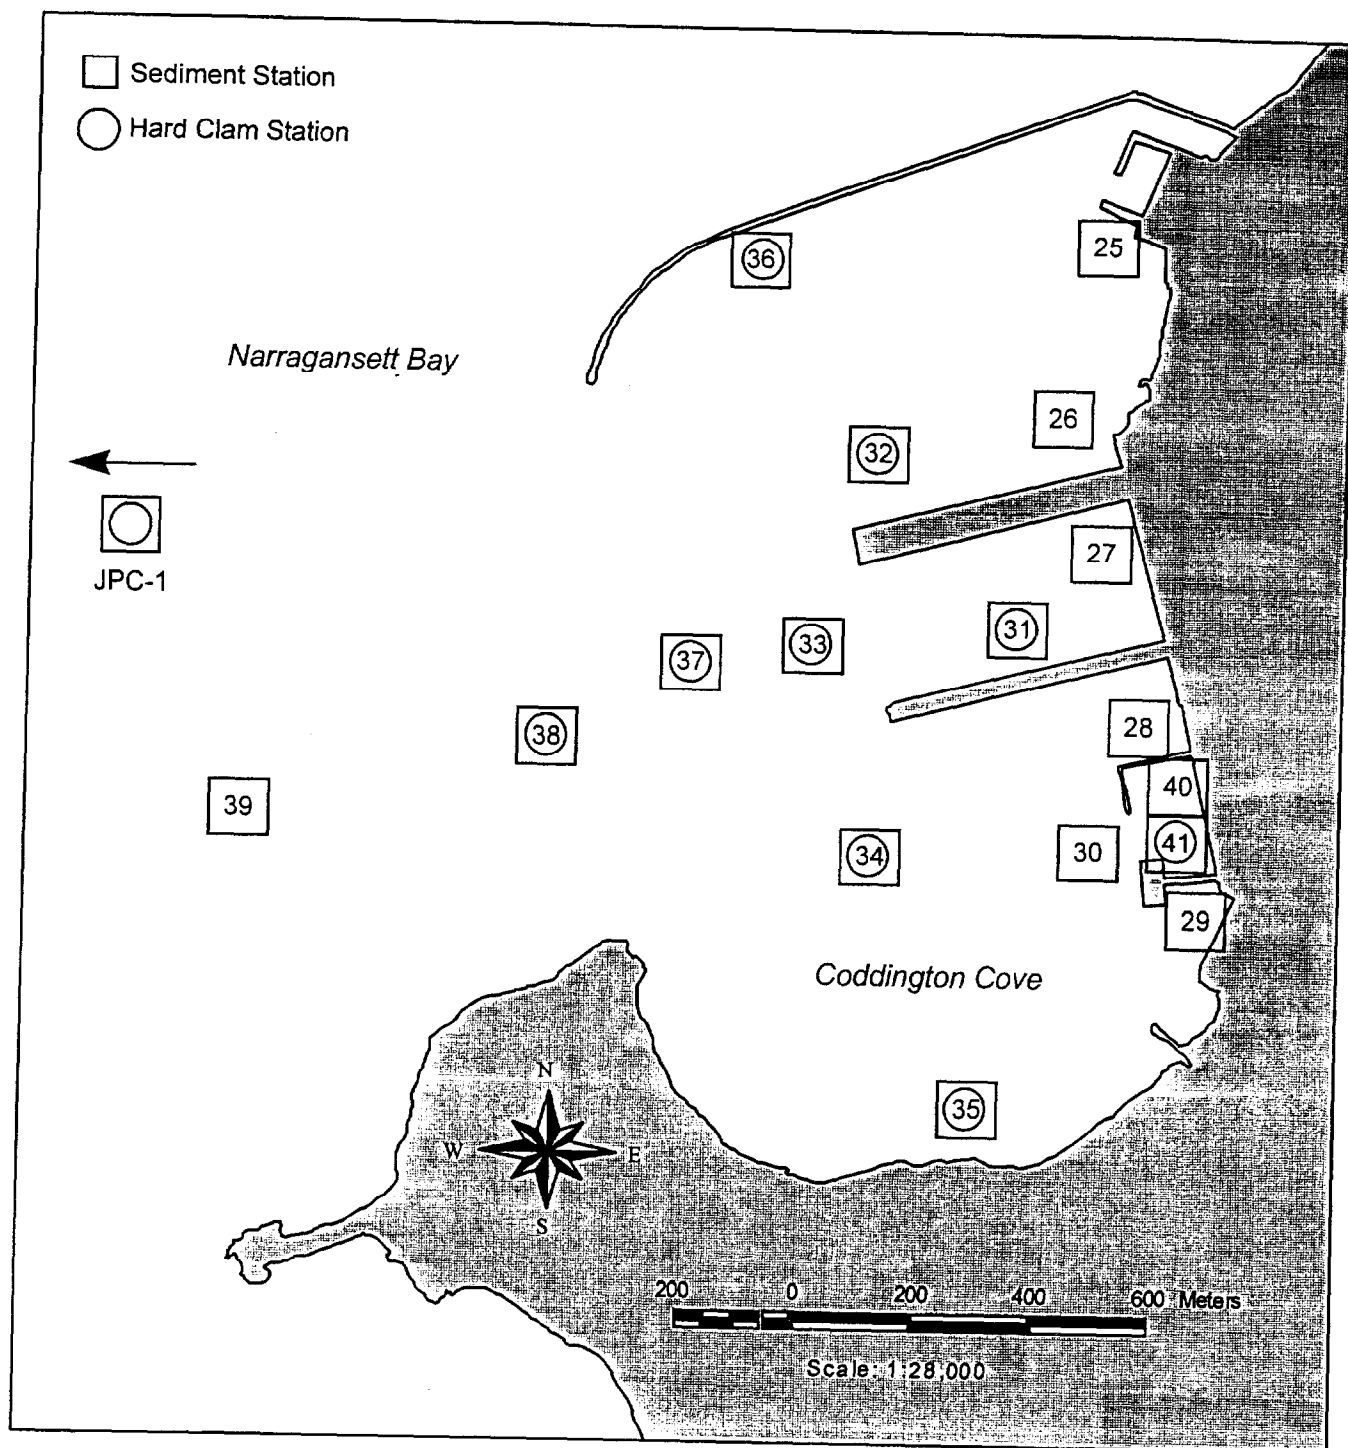 Sediment Station
Hard Clam Station
25
36
Narragansett Bay
26
32
27
JPC-1
31
33
37
28
38
40
39
41
30
34
29
Coddington Cove
N
35
W E
S
200 0 200 400 600 Meters
Scale: 1:28,000